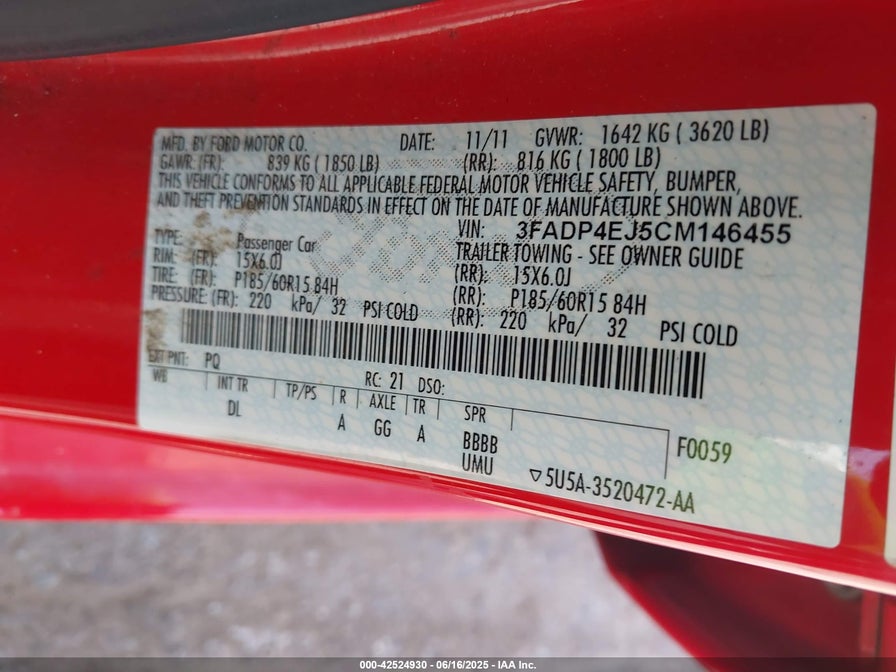 MFD. BY FORD MOTOR CO. DATE: 11/11 GVWR: 1642 KG ( 3620 LB)
GAWR: (FR): 839 KG ( 1850 LB) (RR): 816 KG ( 1800 LB)
THIS VEHICLE CONFORMS TO ALL APPLICABLE FEDERAL MOTOR VEHICLE SAFETY, BUMPER,
AND THEFT PREVENTION STANDARDS IN EFFECT ON THE DATE OF MANUFACTURE SHOWN ABOVE.
VIN: 3FADP4EJ5CM146455
TYPE: Passenger Car TRAILER TOWING - SEE OWNER GUIDE
RIM: (FR): 15X6.0J (RR): 15X6.0J
TIRE: (FR): P185/60R15 84H (RR): P185/60R15 84H
PRESSURE: (FR): 220 kPa/ 32 PSI COLD (RR): 220 kPa/ 32 PSI COLD
EXT PNT: PQ RC: 21 DSO:
WB INT TR TP/PS R AXLE TR SPR
DL A GG A BBBB F0059
UMU
▽5U5A-3520472-AA
000-42524930 - 06/16/2025 - IAA Inc.